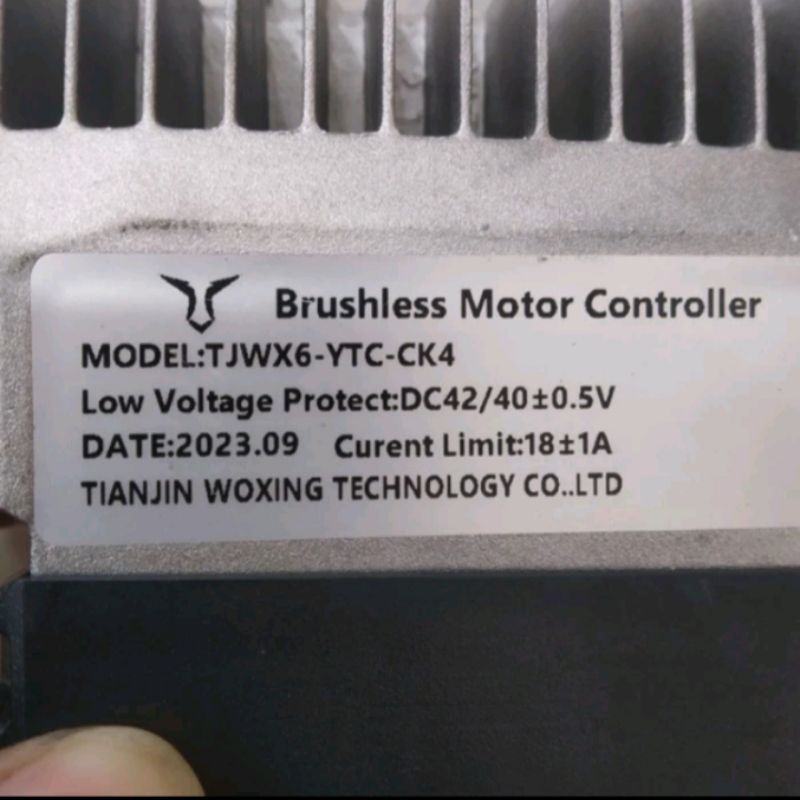 Brushless Motor Controller
MODEL:TJWX6-YTC-CK4
Low Voltage Protect:DC42/40±0.5V
DATE:2023.09 Curent Limit:18±1A
TIANJIN WOXING TECHNOLOGY CO..LTD